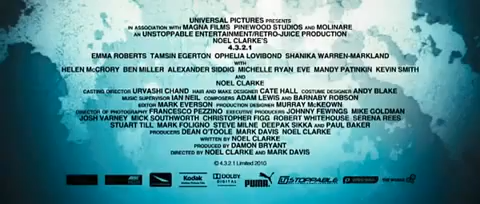 UNIVERSAL PICTURES PRESENTS
IN ASSOCIATION WITH MAGNA FILMS PINEWOOD STUDIOS AND MOLINARE
AN UNSTOPPABLE ENTERTAINMENT/RETRO-JUICE PRODUCTION
NOEL CLARKE'S
4.3.2.1
EMMA ROBERTS TAMSIN EGERTON OPHELIA LOVIBOND SHANIKA WARREN-MARKLAND
WITH
HELEN McCRORY BEN MILLER ALEXANDER SIDDIG MICHELLE RYAN EVE MANDY PATINKIN KEVIN SMITH
AND
NOEL CLARKE
CASTING DIRECTOR URVASHI CHAND HAIR AND MAKE DESIGNER CATE HALL COSTUME DESIGNER ANDY BLAKE
MUSIC SUPERVISOR IAN NEIL COMPOSERS ADAM LEWIS AND BARNABY ROBSON
EDITOR MARK EVERSON PRODUCTION DESIGNER MURRAY McKEOWN
DIRECTOR OF PHOTOGRAPHY FRANCESCO PEZZINO EXECUTIVE PRODUCERS JOHNNY FEWINGS MIKE GOLDMAN
JOSH VARNEY MICK SOUTHWORTH CHRISTOPHER FIGG ROBERT WHITEHOUSE SERENA REES
STUART TILL MARK FOLIGNO STEVE MILNE DEEPAK SIKKA AND PAUL BAKER
PRODUCERS DEAN O'TOOLE MARK DAVIS NOEL CLARKE
WRITTEN BY NOEL CLARKE
PRODUCED BY DAMON BRYANT
DIRECTED BY NOEL CLARKE AND MARK DAVIS
© 4.3.2.1 Limited 2010
Kodak DOLBY DIGITAL PUMA UNSTOPPABLE